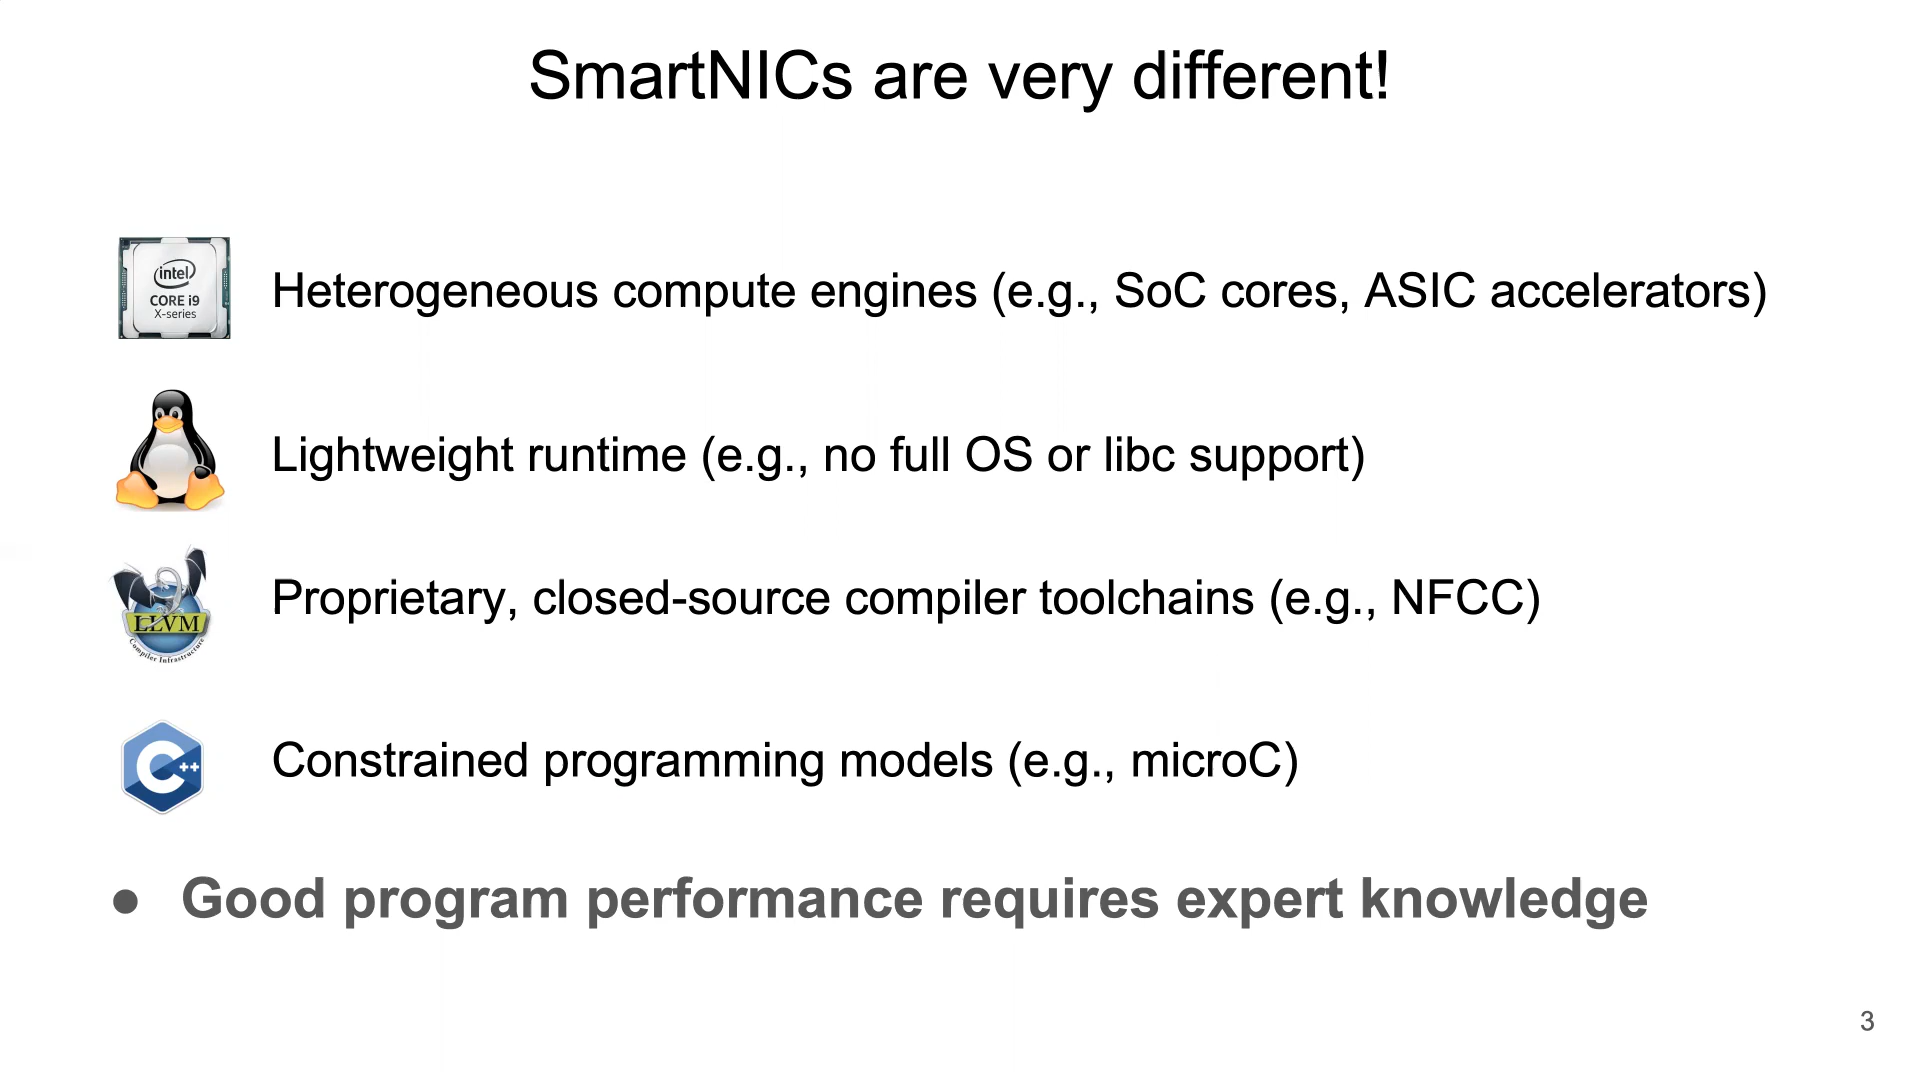 SmartNICs are very different!
intel
CORE i9
X-series
Heterogeneous compute engines (e.g., SoC cores, ASIC accelerators)
Lightweight runtime (e.g., no full OS or libc support)
LLVM
Compiler Infrastructure
Proprietary, closed-source compiler toolchains (e.g., NFCC)
C++
Constrained programming models (e.g., microC)
● Good program performance requires expert knowledge
3